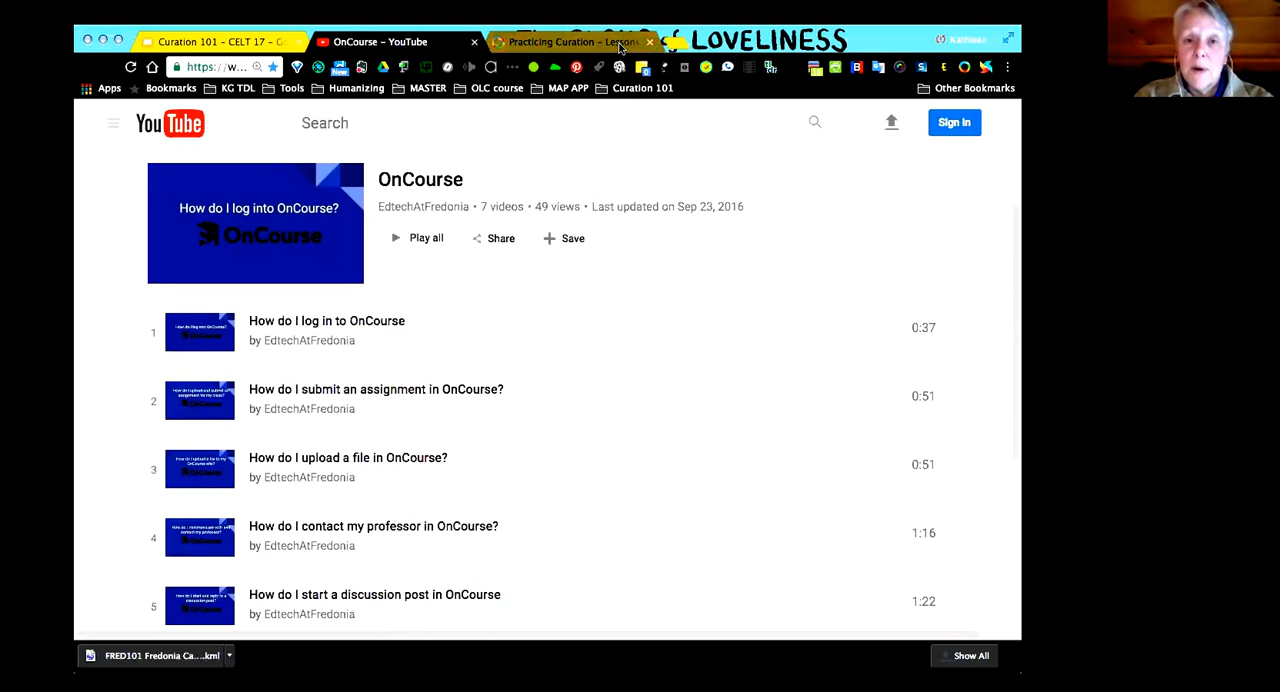 LOVELINESS
Curation 101 – CELT 17 – G
OnCourse – YouTube
Practicing Curation – Lesson
Kathleen
https://w...
New
Apps
Bookmarks
KG TDL
Tools
Humanizing
MASTER
OLC course
MAP APP
Curation 101
Other Bookmarks
YouTube
Search
Sign in
How do I log into OnCourse?
OnCourse
OnCourse
EdtechAtFredonia • 7 videos • 49 views • Last updated on Sep 23, 2016
Play all
Share
Save
1
How do I log in to OnCourse
by EdtechAtFredonia
0:37
2
How do I submit an assignment in OnCourse?
by EdtechAtFredonia
0:51
3
How do I upload a file in OnCourse?
by EdtechAtFredonia
0:51
4
How do I contact my professor in OnCourse?
by EdtechAtFredonia
1:16
5
How do I start a discussion post in OnCourse
by EdtechAtFredonia
1:22
FRED101 Fredonia Ca....kml
Show All